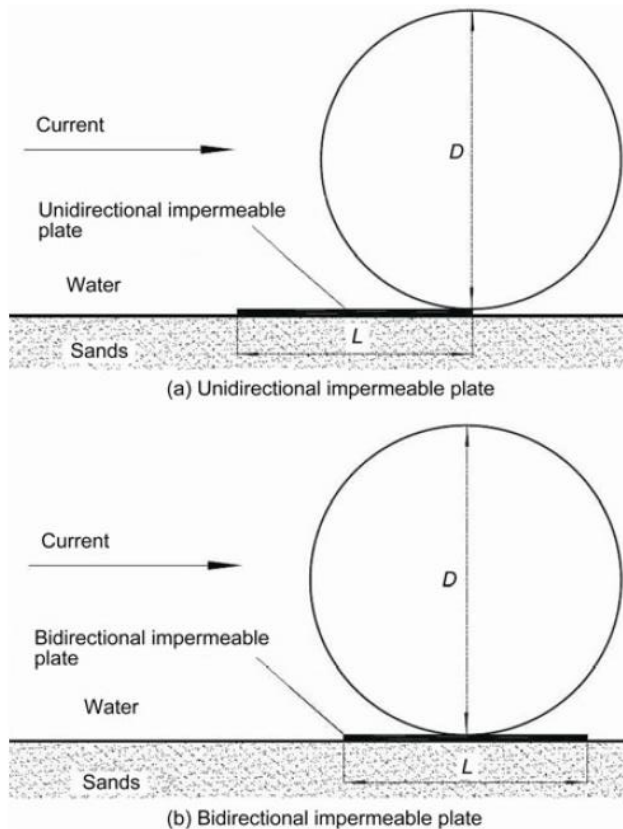 Current
D
Unidirectional impermeable
plate
Water
L
Sands
(a) Unidirectional impermeable plate
Current
D
Bidirectional impermeable
plate
Water
L
Sands
(b) Bidirectional impermeable plate